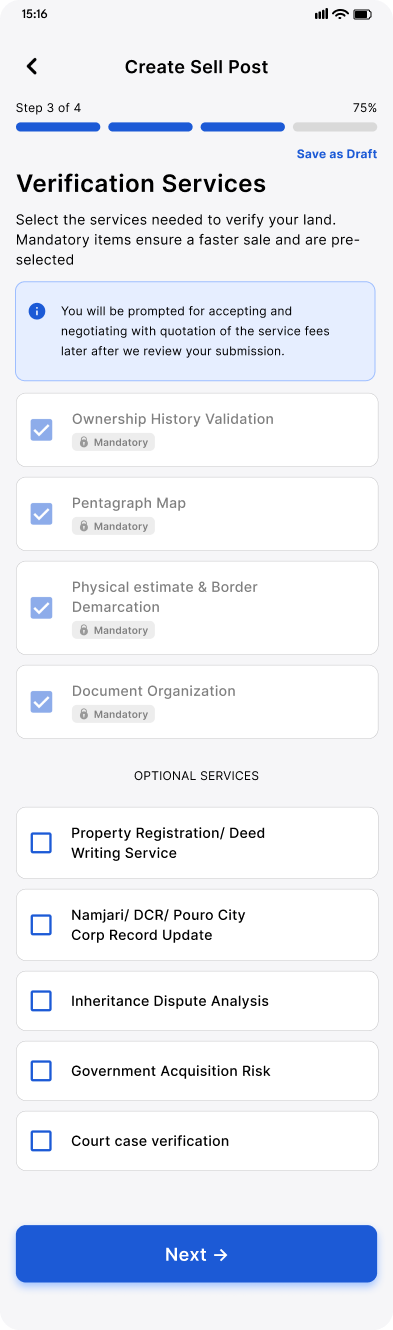 15:16
Create Sell Post
Step 3 of 4
75%
Save as Draft
Verification Services
Select the services needed to verify your land.
Mandatory items ensure a faster sale and are pre-
selected
You will be prompted for accepting and
negotiating with quotation of the service fees
later after we review your submission.
Ownership History Validation
Mandatory
Pentagraph Map
Mandatory
Physical estimate & Border
Demarcation
Mandatory
Document Organization
Mandatory
OPTIONAL SERVICES
Property Registration/ Deed
Writing Service
Namjari/ DCR/ Pouro City
Corp Record Update
Inheritance Dispute Analysis
Government Acquisition Risk
Court case verification
Next →